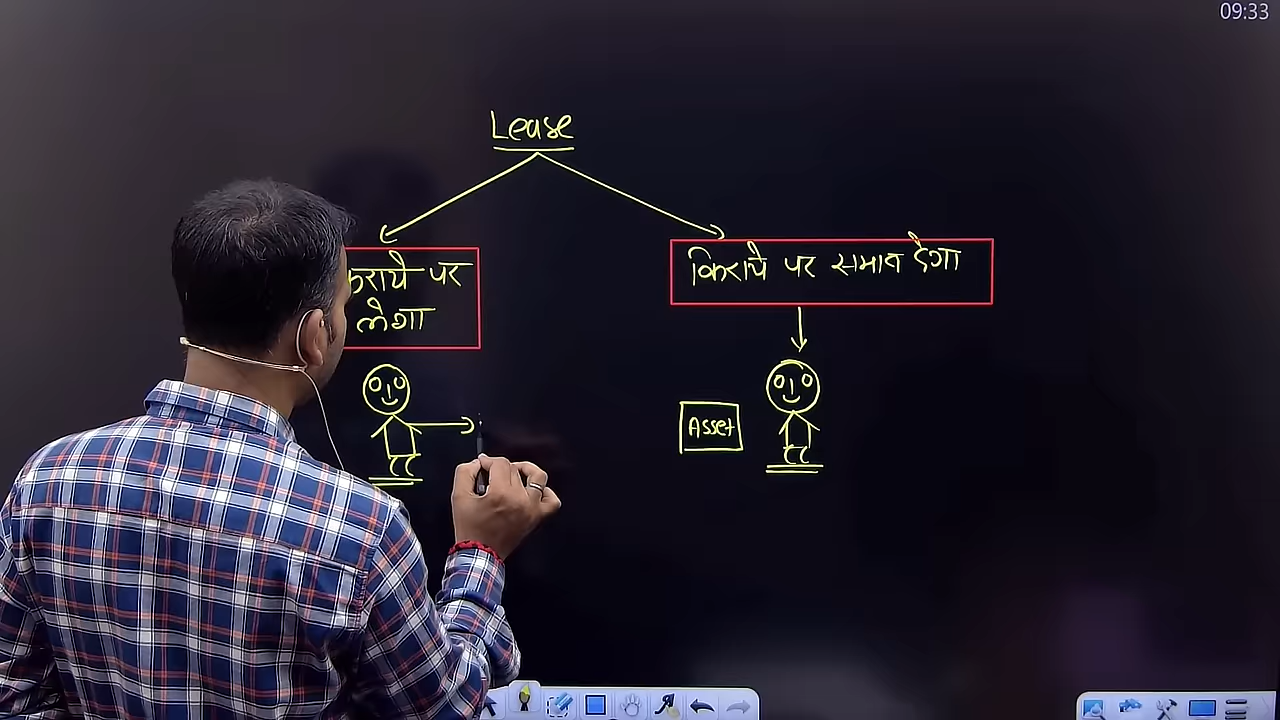 09:33
Lease
कराये पर
लेगा
किराये पर समान देगा
Asset